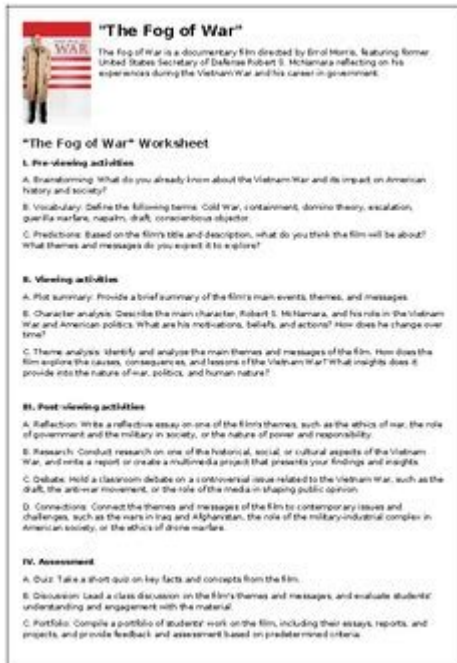 "The Fog of War"
The Fog of War is a documentary film directed by Errol Morris, featuring former
United States Secretary of Defense Robert S. McNamara reflecting on his
experiences during the Vietnam War and his career in government.
WAR
"The Fog of War" Worksheet
I. Pre-viewing activities
A. Brainstorming: What do you already know about the Vietnam War and its impact on American
history and society?
B. Vocabulary: Define the following terms: Cold War, containment, domino theory, escalation,
guerilla warfare, napalm, draft, conscientious objector.
C. Predictions: Based on the film's title and description, what do you think the film will be about?
What themes and messages do you expect it to explore?
II. Viewing activities
A. Plot summary: Provide a brief summary of the film's main events, themes, and messages.
B. Character analysis: Describe the main character, Robert S. McNamara, and his role in the Vietnam
War and American politics. What are his motivations, beliefs, and actions? How does he change over
time?
C. Theme analysis: Identify and analyze the main themes and messages of the film. How does the
film explore the causes, consequences, and lessons of the Vietnam War? What insights does it
provide into the nature of war, politics, and human nature?
III. Post-viewing activities
A. Reflection: Write a reflective essay on one of the film's themes, such as the ethics of war, the role
of government and the military in society, or the nature of power and responsibility.
B. Research: Conduct research on one of the historical, social, or cultural aspects of the Vietnam
War, and write a report or create a multimedia project that presents your findings and insights.
C. Debate: Hold a classroom debate on a controversial issue related to the Vietnam War, such as the
draft, the anti-war movement, or the role of the media in shaping public opinion.
D. Connections: Connect the themes and messages of the film to contemporary issues and
challenges, such as the wars in Iraq and Afghanistan, the role of the military-industrial complex in
American society, or the ethics of drone warfare.
IV. Assessment
A. Quiz: Take a short quiz on key facts and concepts from the film.
B. Discussion: Lead a class discussion on the film's themes and messages, and evaluate students'
understanding and engagement with the material.
C. Portfolio: Compile a portfolio of students' work on the film, including their essays, reports, and
projects, and provide feedback and assessment based on predetermined criteria.